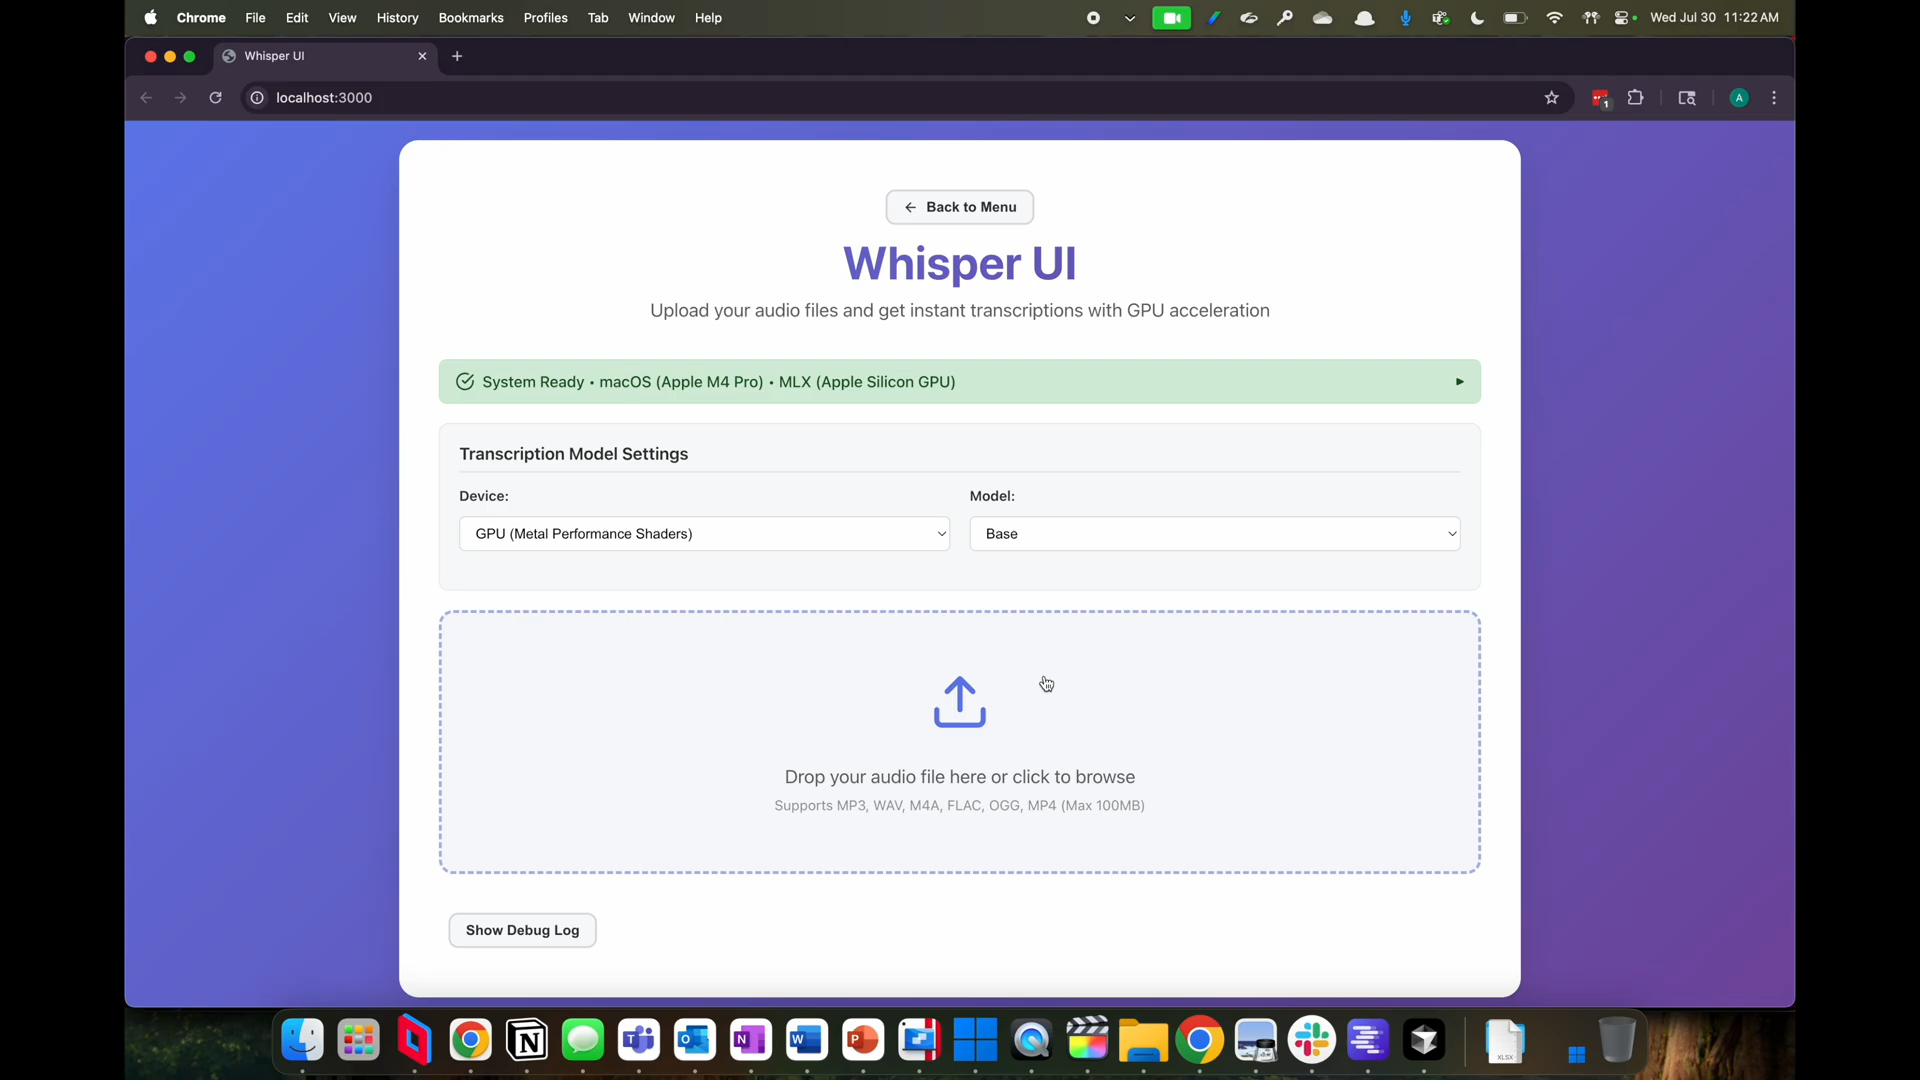 Chrome File Edit View History Bookmarks Profiles Tab Window Help Wed Jul 30 11:22 AM
Whisper UI
localhost:3000
1
A
← Back to Menu
Whisper UI
Upload your audio files and get instant transcriptions with GPU acceleration
System Ready • macOS (Apple M4 Pro) • MLX (Apple Silicon GPU)
Transcription Model Settings
Device: Model:
GPU (Metal Performance Shaders) Base
Drop your audio file here or click to browse
Supports MP3, WAV, M4A, FLAC, OGG, MP4 (Max 100MB)
Show Debug Log
XLSX